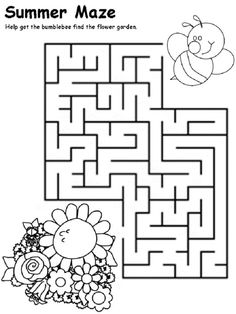 Summer Maze
Help get the bumblebee find the flower garden.